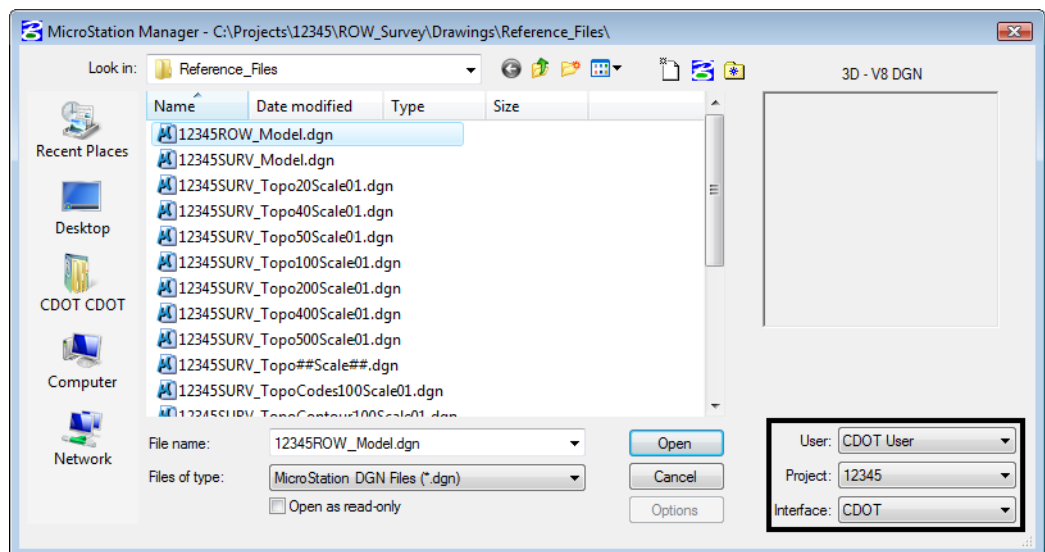 MicroStation Manager - C:\Projects\12345\ROW_Survey\Drawings\Reference_Files\
Look in: Reference_Files
3D - V8 DGN
Name Date modified Type Size
Recent Places
Desktop
CDOT CDOT
Computer
Network
12345ROW_Model.dgn
12345SURV_Model.dgn
12345SURV_Topo20Scale01.dgn
12345SURV_Topo40Scale01.dgn
12345SURV_Topo50Scale01.dgn
12345SURV_Topo100Scale01.dgn
12345SURV_Topo200Scale01.dgn
12345SURV_Topo400Scale01.dgn
12345SURV_Topo500Scale01.dgn
12345SURV_Topo##Scale##.dgn
12345SURV_TopoCodes100Scale01.dgn
12345SURV_TopoContour100Scale01.dgn
File name: 12345ROW_Model.dgn Open
Files of type: MicroStation DGN Files (*.dgn) Cancel
Open as read-only Options
User: CDOT User
Project: 12345
Interface: CDOT